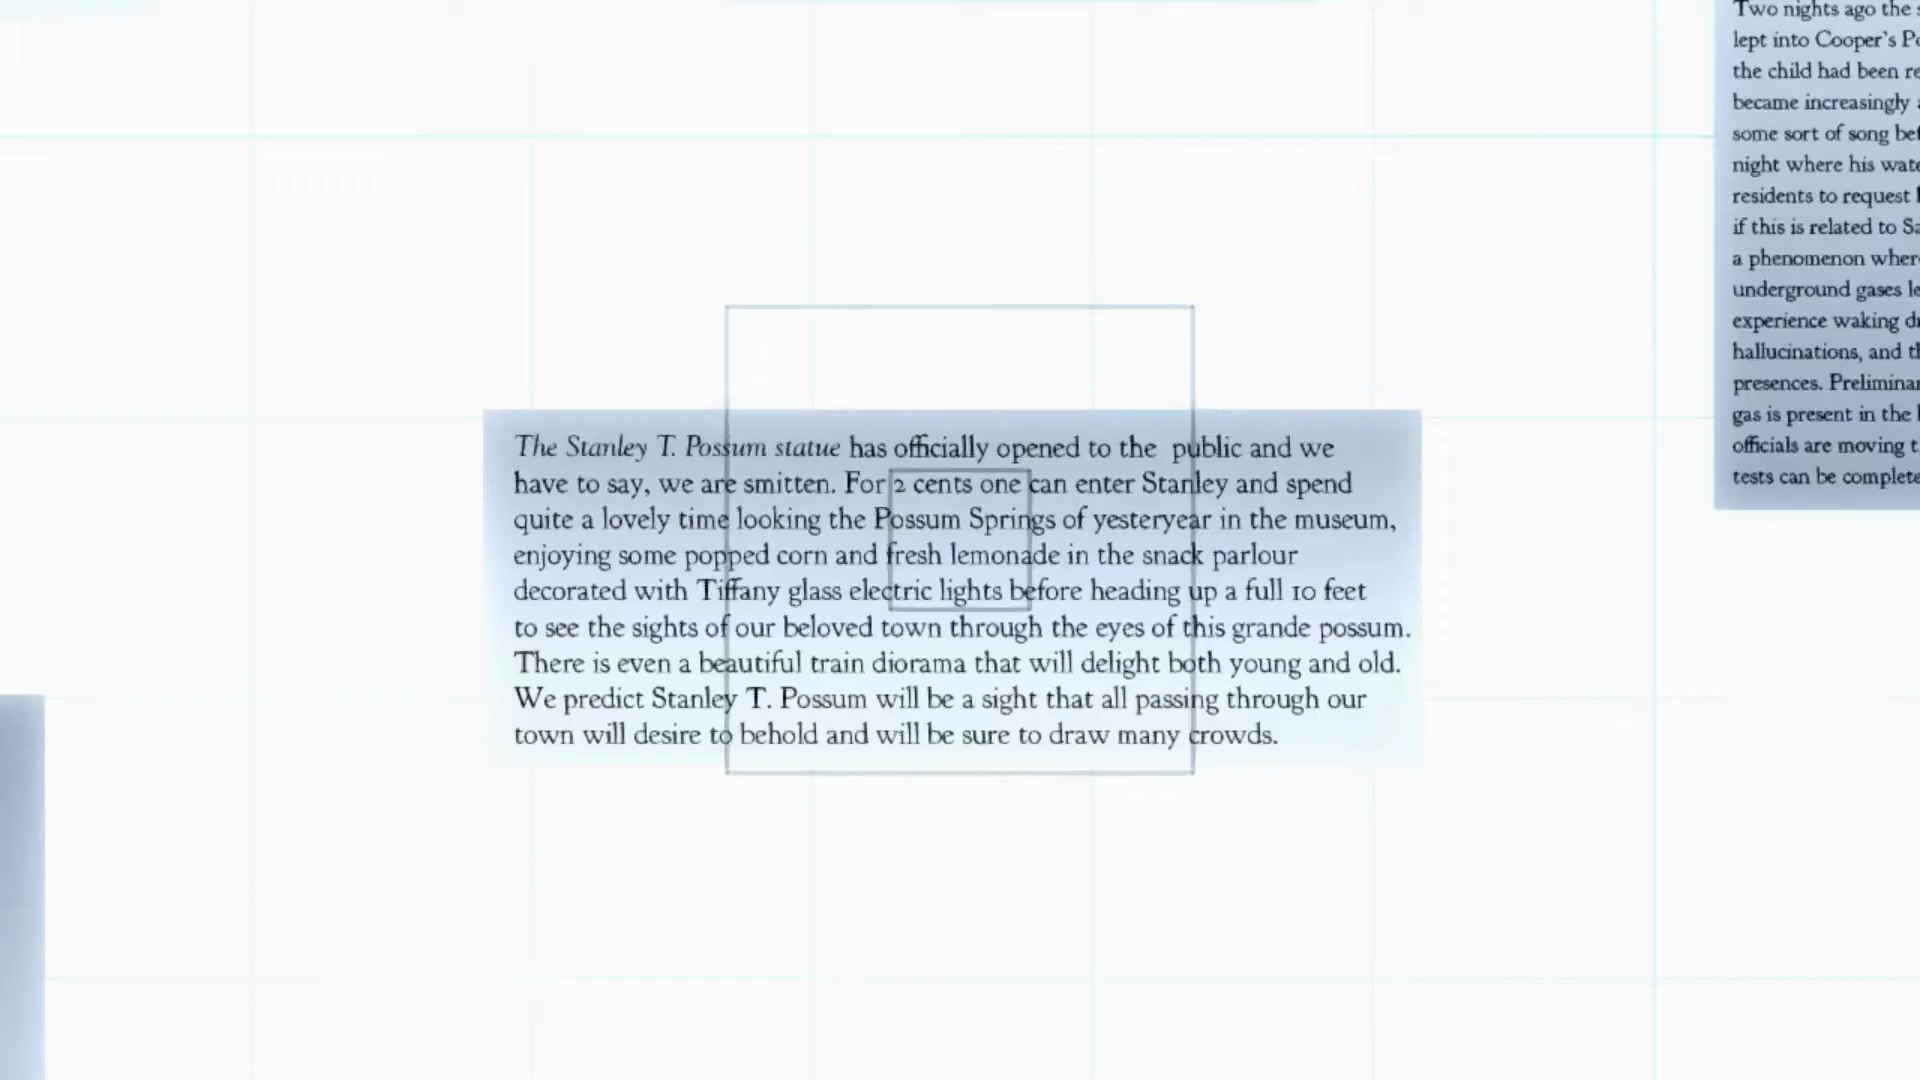 The Stanley T. Possum statue has officially opened to the public and we
have to say, we are smitten. For 2 cents one can enter Stanley and spend
quite a lovely time looking the Possum Springs of yesteryear in the museum,
enjoying some popped corn and fresh lemonade in the snack parlour
decorated with Tiffany glass electric lights before heading up a full 10 feet
to see the sights of our beloved town through the eyes of this grande possum.
There is even a beautiful train diorama that will delight both young and old.
We predict Stanley T. Possum will be a sight that all passing through our
town will desire to behold and will be sure to draw many crowds.
Two nights ago the
lept into Cooper's
the child had been
became increasingly
some sort of song
night where his
residents to request
if this is related to
a phenomenon
underground gases
experience waking
hallucinations, and
presences.
gas is present in the
officials are moving
tests can be